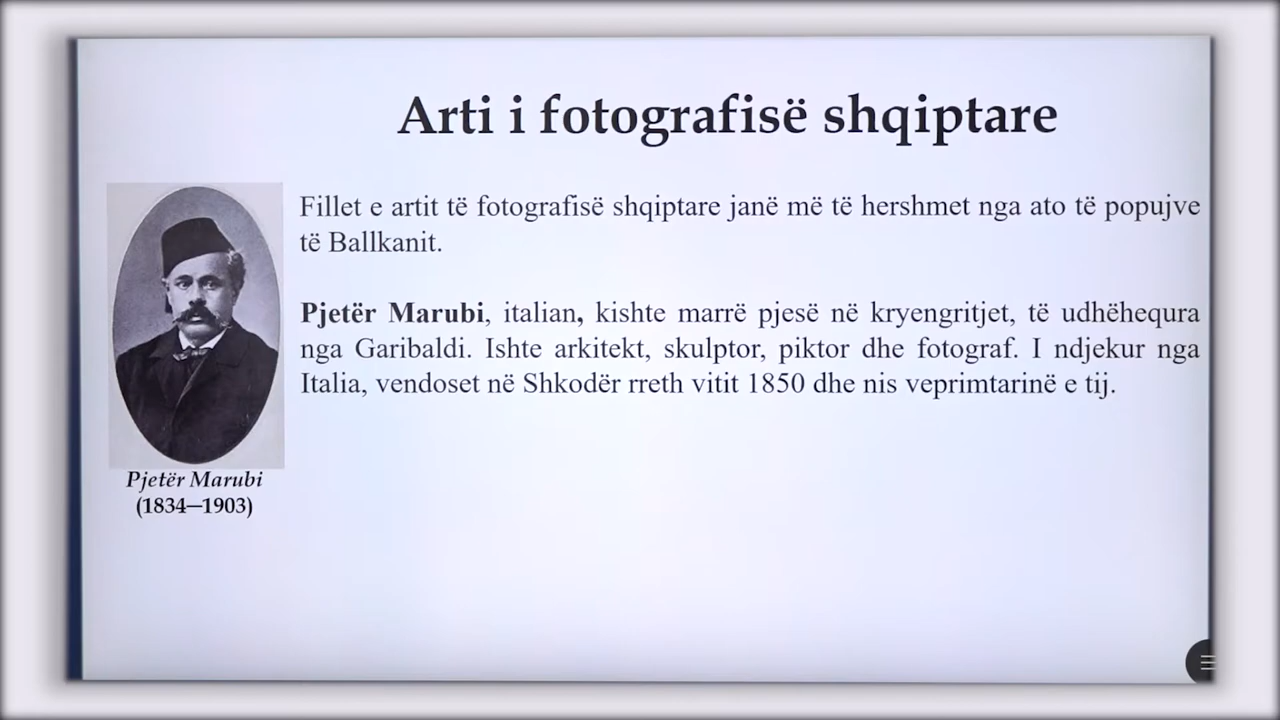 Arti i fotografisë shqiptare
Fillet e artit të fotografisë shqiptare janë më të hershmet nga ato të popujve
të Ballkanit.
Pjetër Marubi, italian, kishte marrë pjesë në kryengritjet, të udhëhequra
nga Garibaldi. Ishte arkitekt, skulptor, piktor dhe fotograf. I ndjekur nga
Italia, vendoset në Shkodër rreth vitit 1850 dhe nis veprimtarinë e tij.
Pjetër Marubi
(1834–1903)